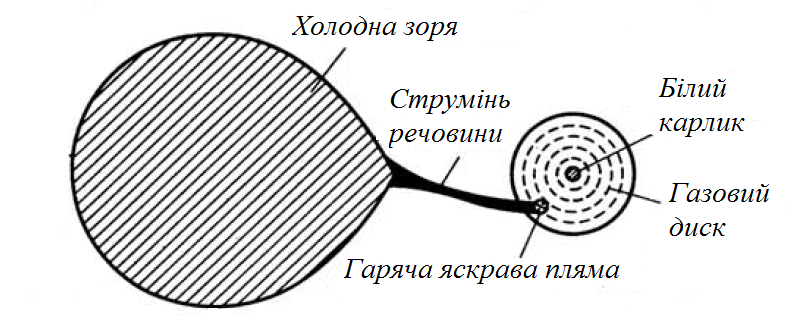 Холодна зоря
Струмінь
речовини
Білий
карлик
Газовий
диск
Гаряча яскрава пляма